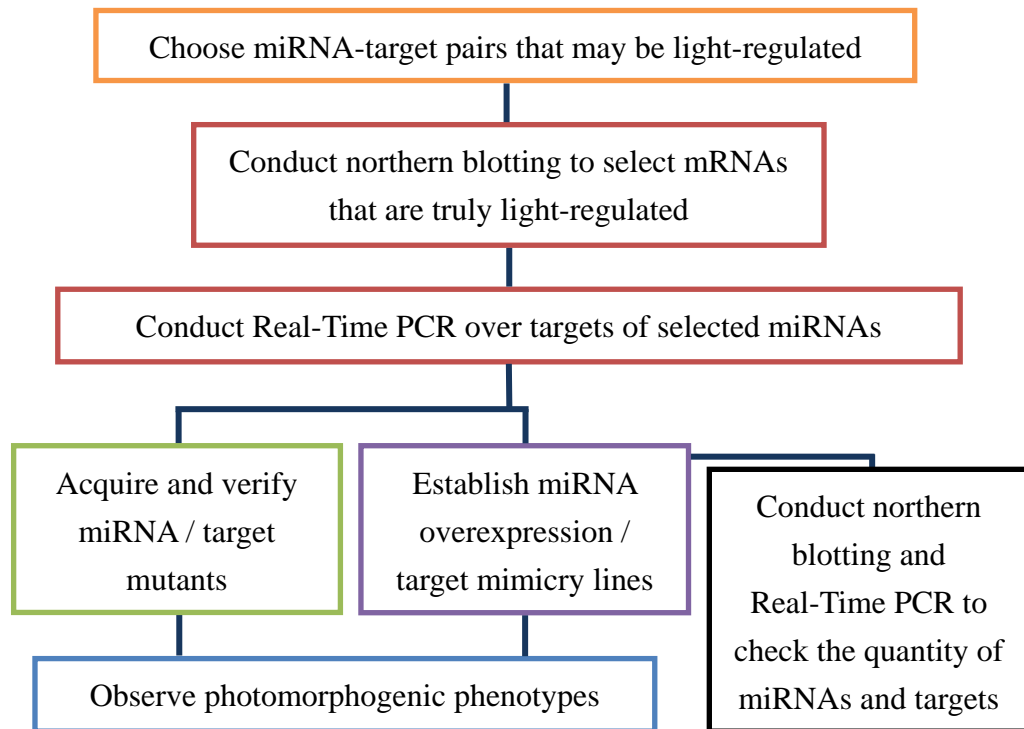 Choose miRNA-target pairs that may be light-regulated
Conduct northern blotting to select mRNAs
that are truly light-regulated
Conduct Real-Time PCR over targets of selected miRNAs
Acquire and verify
miRNA / target
mutants
Establish miRNA
overexpression /
target mimicry lines
Conduct northern
blotting and
Real-Time PCR to
check the quantity of
miRNAs and targets
Observe photomorphogenic phenotypes